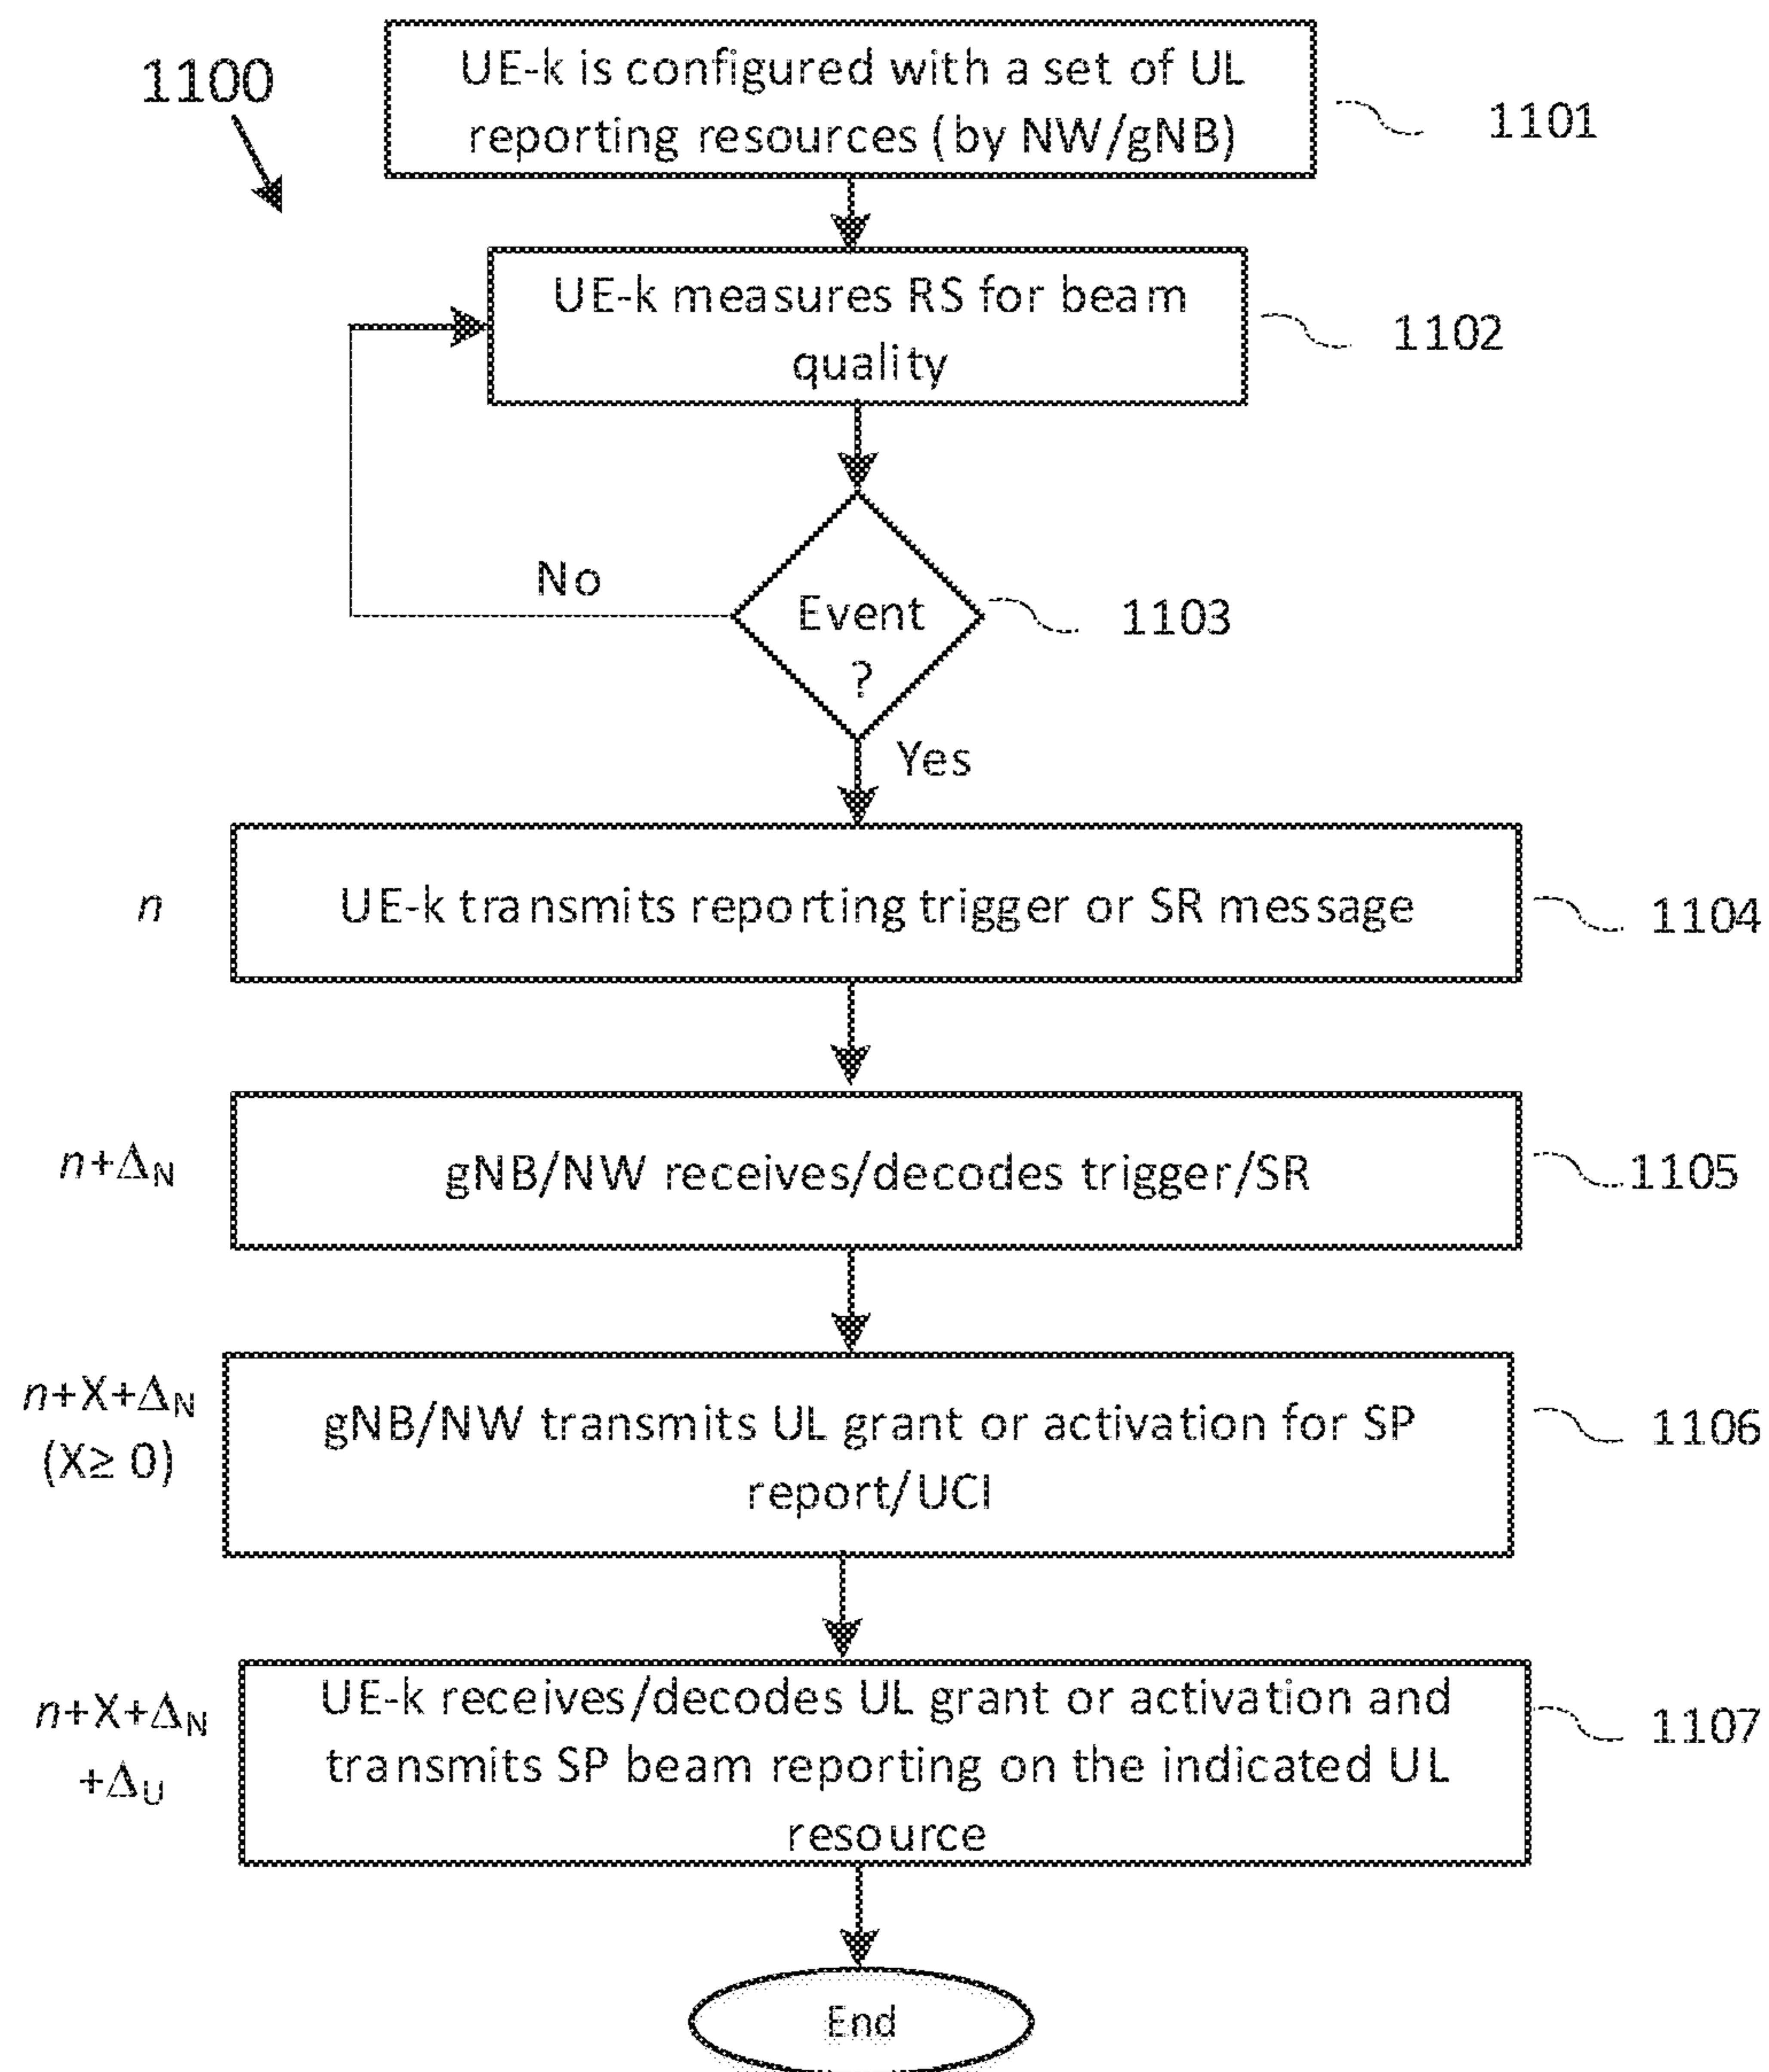 1100
UE-k is configured with a set of UL
reporting resources (by NW/gNB)
1101
UE-k measures RS for beam
quality
1102
No
Event
?
1103
Yes
n
UE-k transmits reporting trigger or SR message
1104
n+ΔN
gNB/NW receives/decodes trigger/SR
1105
n+X+ΔN
(X≥ 0)
gNB/NW transmits UL grant or activation for SP
report/UCI
1106
n+X+ΔN
+ΔU
UE-k receives/decodes UL grant or activation and
transmits SP beam reporting on the indicated UL
resource
1107
End